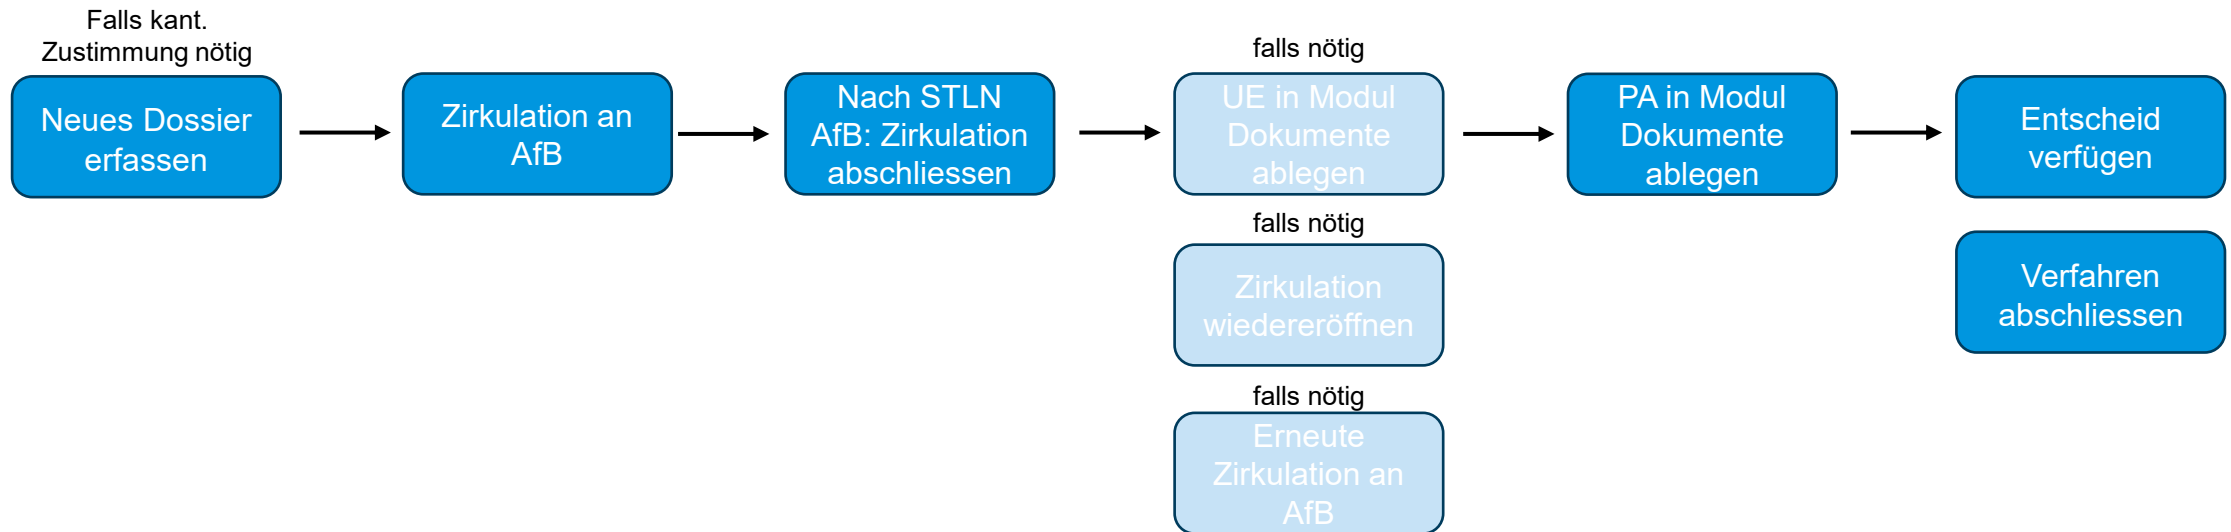 Falls kant.
Zustimmung nötig
Neues Dossier
erfassen
Zirkulation an
AfB
Nach STLN
AfB: Zirkulation
abschliessen
falls nötig
UE in Modul
Dokumente
ablegen
falls nötig
Zirkulation
wiedereröffnen
falls nötig
Erneute
Zirkulation an
AfB
PA in Modul
Dokumente
ablegen
Entscheid
verfügen
Verfahren
abschliessen